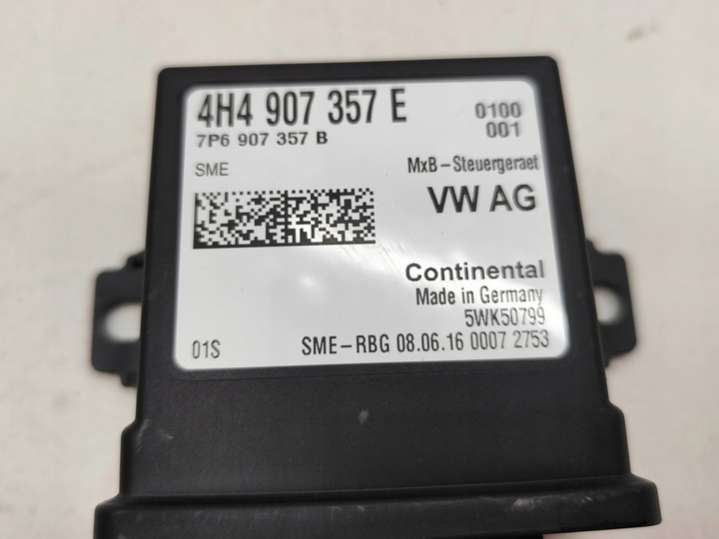 4H4 907 357 E
0100
7P6 907 357 B
001
SME
MxB-Steuergeraet
VW AG
Continental
Made in Germany
5WK50799
01S
SME-RBG 08.06.16 0007 2753